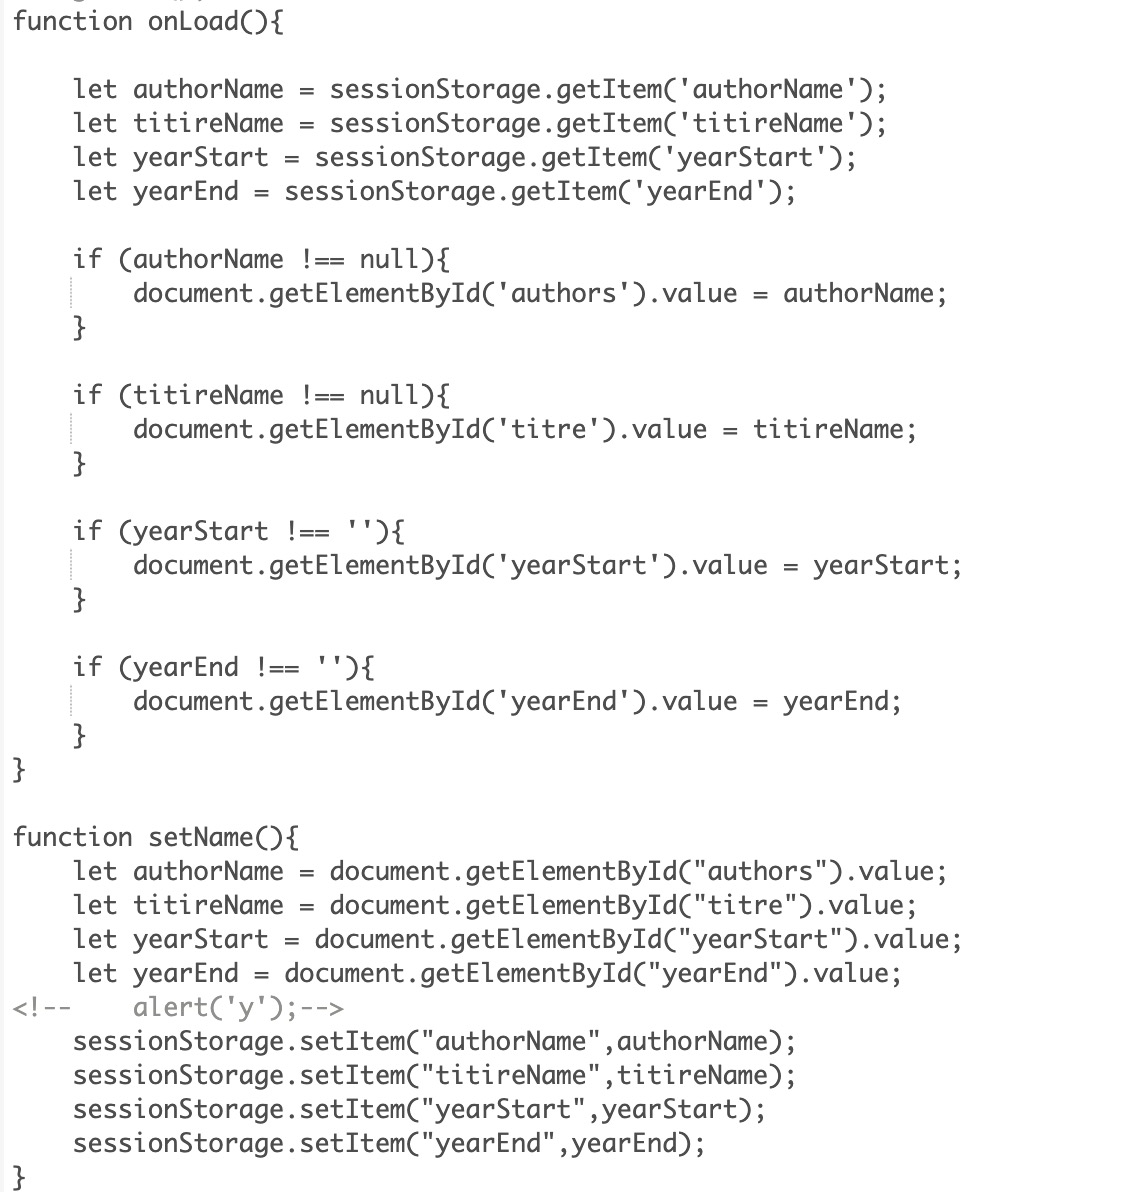 function onLoad(){
let authorName = sessionStorage.getItem('authorName');
let titireName = sessionStorage.getItem('titireName');
let yearStart = sessionStorage.getItem('yearStart');
let yearEnd = sessionStorage.getItem('yearEnd');
if (authorName !== null){
document.getElementById('authors').value = authorName;
}
if (titireName !== null){
document.getElementById('titre').value = titireName;
}
if (yearStart !== ''){
document.getElementById('yearStart').value = yearStart;
}
if (yearEnd !== ''){
document.getElementById('yearEnd').value = yearEnd;
}
}
function setName(){
let authorName = document.getElementById("authors").value;
let titireName = document.getElementById("titre").value;
let yearStart = document.getElementById("yearStart").value;
let yearEnd = document.getElementById("yearEnd").value;
<!--    alert('y');-->
sessionStorage.setItem("authorName",authorName);
sessionStorage.setItem("titireName",titireName);
sessionStorage.setItem("yearStart",yearStart);
sessionStorage.setItem("yearEnd",yearEnd);
}